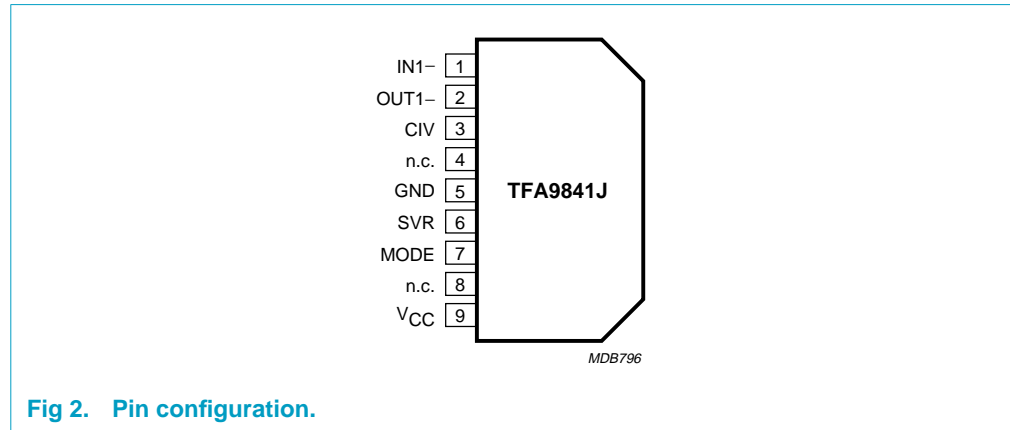 IN1− 1
OUT1− 2
CIV 3
n.c. 4
GND 5
SVR 6
MODE 7
n.c. 8
VCC 9
TFA9841J
MDB796
Fig 2. Pin configuration.